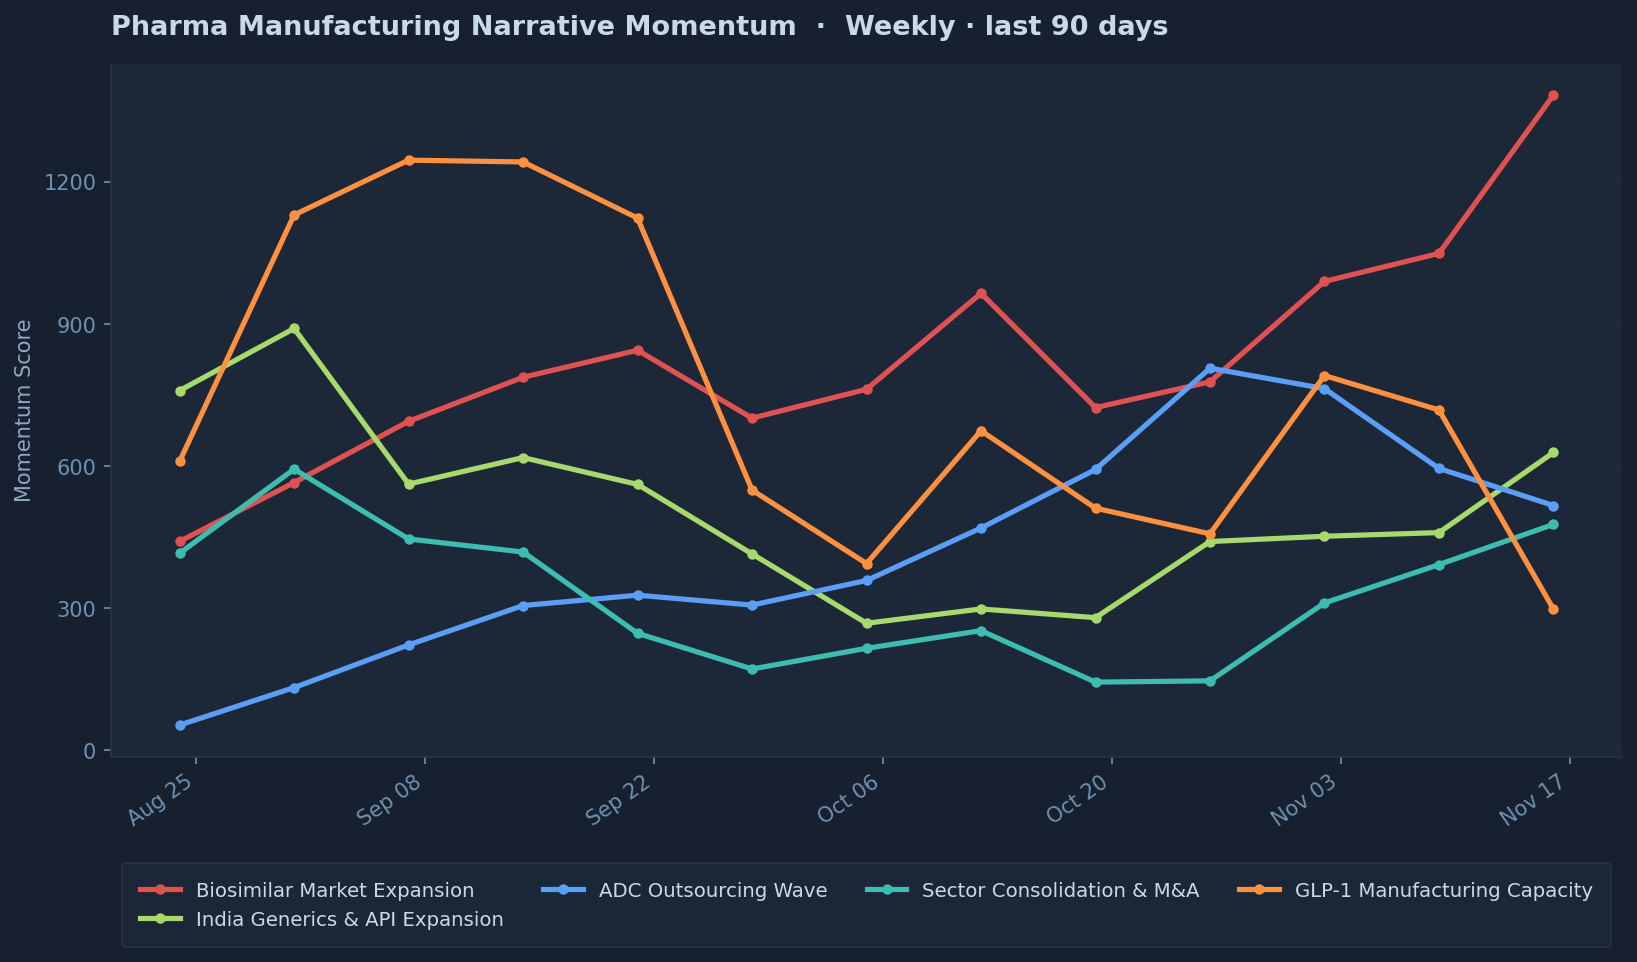 Pharma Manufacturing Narrative Momentum  ·  Weekly · last 90 days
Momentum Score
1200
900
600
300
0
Aug 25
Sep 08
Sep 22
Oct 06
Oct 20
Nov 03
Nov 17
Biosimilar Market Expansion
ADC Outsourcing Wave
Sector Consolidation & M&A
GLP-1 Manufacturing Capacity
India Generics & API Expansion